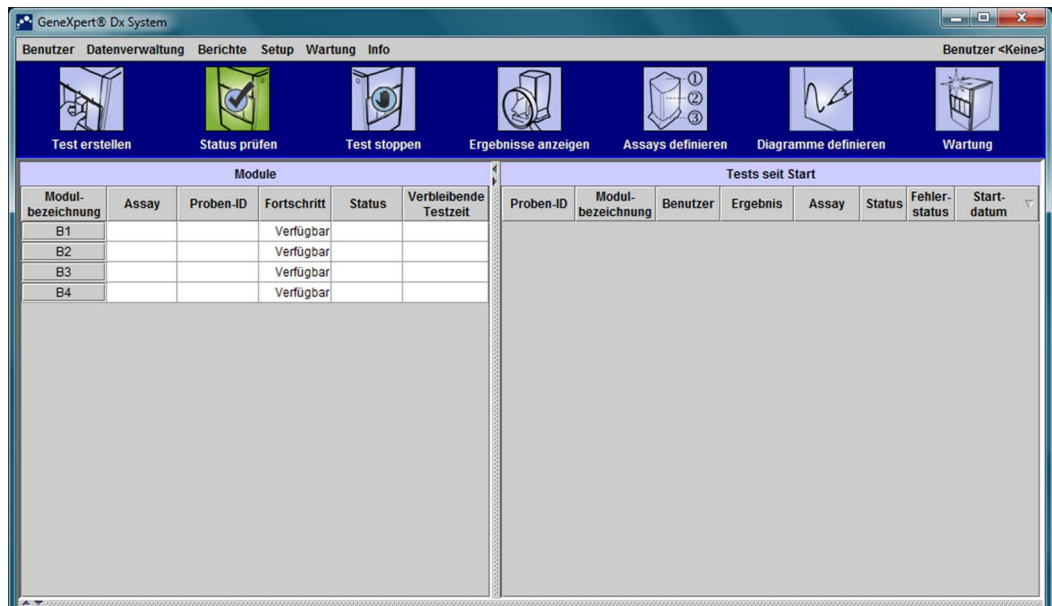 GeneXpert® Dx System
Benutzer Datenverwaltung Berichte Setup Wartung Info Benutzer <Keine>
Test erstellen Status prüfen Test stoppen Ergebnisse anzeigen Assays definieren Diagramme definieren Wartung
1
2
3
Module
Modul-
bezeichnung Assay Proben-ID Fortschritt Status Verbleibende
Testzeit
B1 Verfügbar
B2 Verfügbar
B3 Verfügbar
B4 Verfügbar
Tests seit Start
Proben-ID Modul-
bezeichnung Benutzer Ergebnis Assay Status Fehler-
status Start-
datum